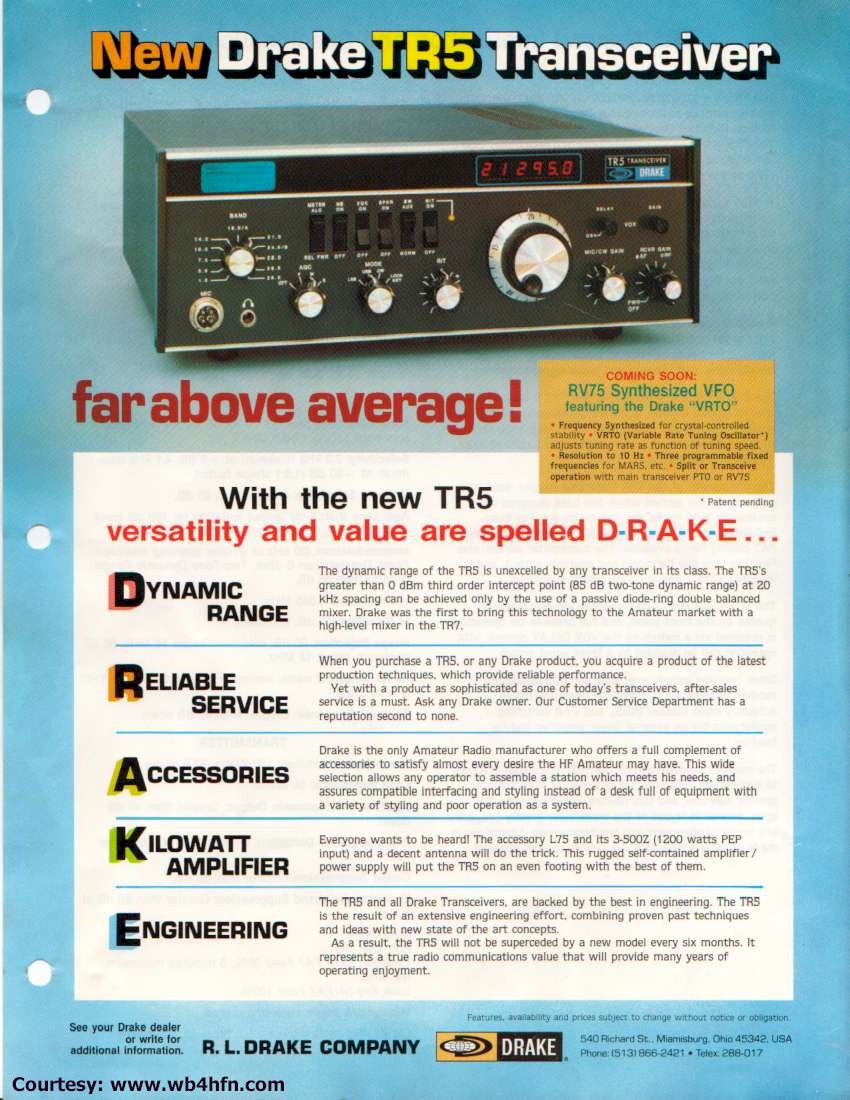 New Drake TR5 Transceiver
21295.0
TR5 TRANSCEIVER
DRAKE
BAND
MODE
AGC
RIT
MIC
VOX
RELAY
GAIN
MIC/CW GAIN
RCVR GAIN
far above average!
COMING SOON:
RV75 Synthesized VFO
featuring the Drake "VRTO"
• Frequency Synthesized for crystal-controlled
stability • VRTO (Variable Rate Tuning Oscillator*)
adjusts tuning rate as function of tuning speed.
• Resolution to 10 Hz • Three programmable fixed
frequencies for MARS, etc. • Split or Transceive
operation with main transceiver PTO or RV75
* Patent pending
With the new TR5
versatility and value are spelled D-R-A-K-E...
DYNAMIC
RANGE
The dynamic range of the TR5 is unexcelled by any transceiver in its class. The TR5's
greater than 0 dBm third order intercept point (85 dB two-tone dynamic range) at 20
kHz spacing can be achieved only by the use of a passive diode-ring double balanced
mixer. Drake was the first to bring this technology to the Amateur market with a
high-level mixer in the TR7.
RELIABLE
SERVICE
When you purchase a TR5, or any Drake product, you acquire a product of the latest
production techniques, which provide reliable performance.
Yet with a product as sophisticated as one of today's transceivers, after-sales
service is a must. Ask any Drake owner. Our Customer Service Department has a
reputation second to none.
ACCESSORIES
Drake is the only Amateur Radio manufacturer who offers a full complement of
accessories to satisfy almost every desire the HF Amateur may have. This wide
selection allows any operator to assemble a station which meets his needs, and
assures compatible interfacing and styling instead of a desk full of equipment with
a variety of styling and poor operation as a system.
KILOWATT
AMPLIFIER
Everyone wants to be heard! The accessory L75 and its 3-500Z (1200 watts PEP
input) and a decent antenna will do the trick. This rugged self-contained amplifier/
power supply will put the TR5 on an even footing with the best of them.
ENGINEERING
The TR5 and all Drake Transceivers, are backed by the best in engineering. The TR5
is the result of an extensive engineering effort, combining proven past techniques
and ideas with new state of the art concepts.
As a result, the TR5 will not be superceded by a new model every six months. It
represents a true radio communications value that will provide many years of
operating enjoyment.
Features, availability and prices subject to change without notice or obligation.
See your Drake dealer
or write for
additional information.
R. L. DRAKE COMPANY
DRAKE
540 Richard St., Miamisburg, Ohio 45342, USA
Phone: (513) 866-2421 • Telex: 288-017
Courtesy: www.wb4hfn.com